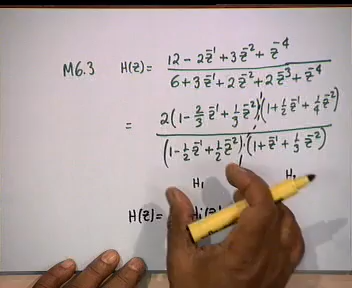 M6.3 H(z) = 12 - 2z̄¹ + 3z̄² + z̄⁴ / 6 + 3z̄¹ + 2z̄² + 2z̄³ + z̄⁴
= 2(1 - 2/3 z̄¹ + 1/3 z̄²)(1 + 1/2 z̄¹ + 1/4 z̄²) / (1 - 1/2 z̄¹ + 1/2 z̄²)·(1 + z̄¹ + 1/3 z̄²)
H₁ H₁
H(z) = H₁(z)